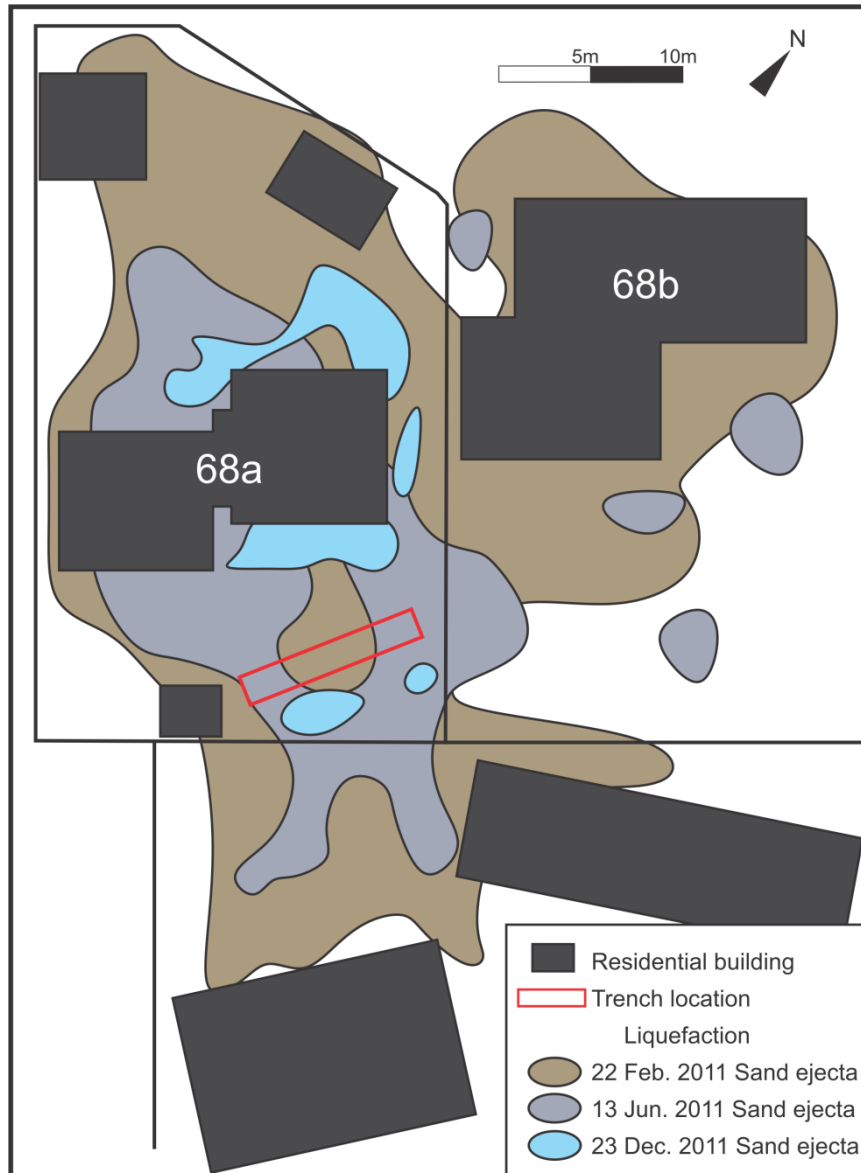 N
5m 10m
68b
68a
Residential building
Trench location
Liquefaction
22 Feb. 2011 Sand ejecta
13 Jun. 2011 Sand ejecta
23 Dec. 2011 Sand ejecta